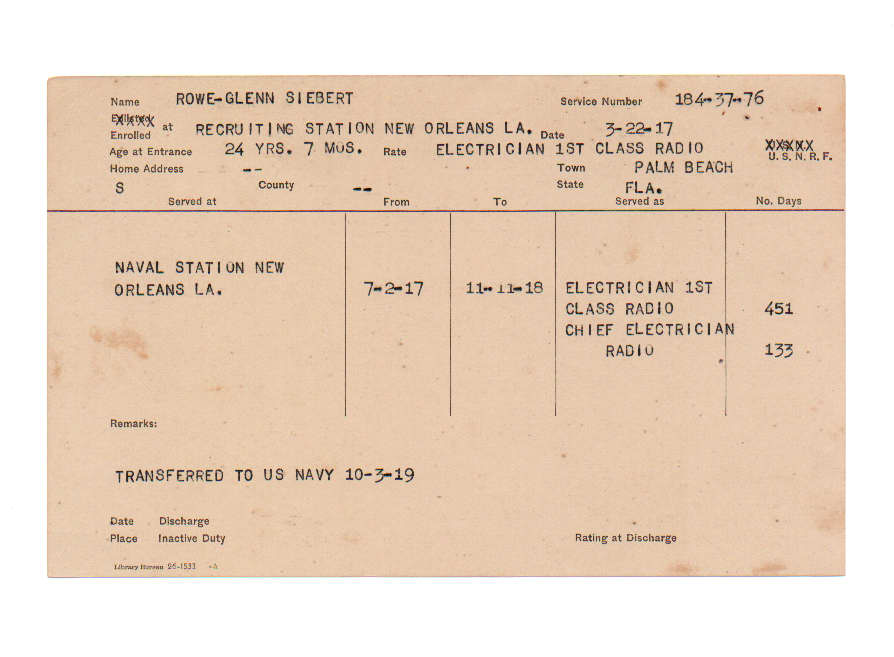 Name ROWE-GLENN SIEBERT Service Number 184-37-76
Enlisted
Enrolled at RECRUITING STATION NEW ORLEANS LA. Date 3-22-17
Age at Entrance 24 YRS. 7 MOS. Rate ELECTRICIAN 1ST CLASS RADIO U. S. N. R. F.
Home Address -- Town PALM BEACH
S County -- State FLA.
Served at From To Served as No. Days
NAVAL STATION NEW
ORLEANS LA. 7-2-17 11-11-18 ELECTRICIAN 1ST
CLASS RADIO 451
CHIEF ELECTRICIAN
RADIO 133
Remarks:
TRANSFERRED TO US NAVY 10-3-19
Date Discharge
Place Inactive Duty Rating at Discharge
Library Bureau 26-1533 -A